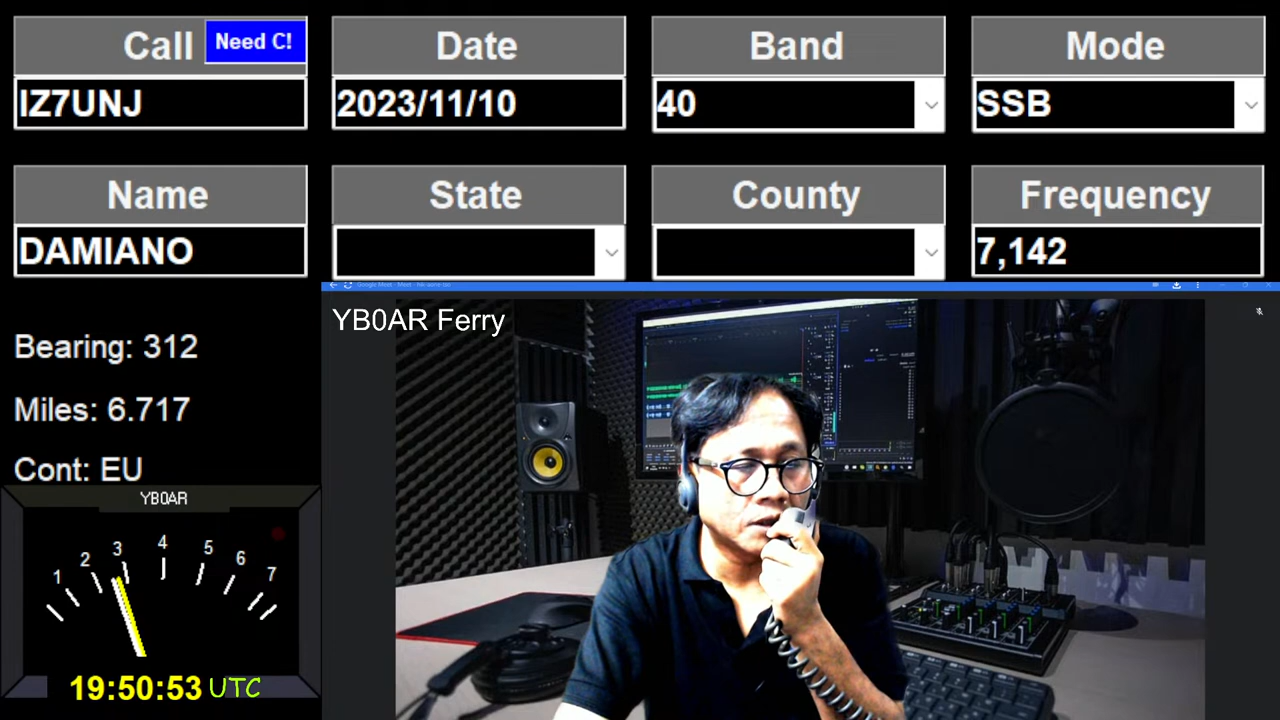 Call Need C! Date Band Mode
IZ7UNJ 2023/11/10 40 SSB
Name State County Frequency
DAMIANO 7,142
YB0AR Ferry
Bearing: 312
Miles: 6.717
Cont: EU
YB0AR
1 2 3 4 5 6 7
19:50:53 UTC